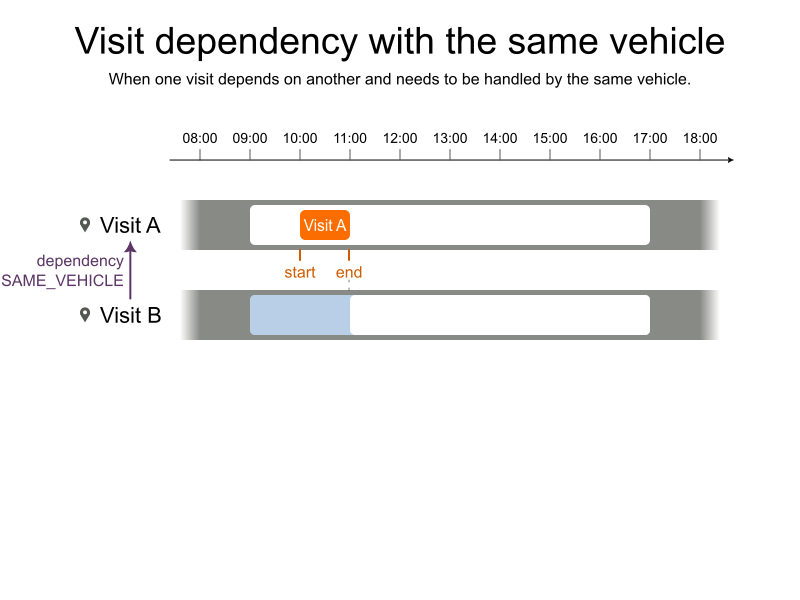 Visit dependency with the same vehicle
When one visit depends on another and needs to be handled by the same vehicle.
08:00 09:00 10:00 11:00 12:00 13:00 14:00 15:00 16:00 17:00 18:00
Visit A Visit A
dependency start end
SAME_VEHICLE
Visit B